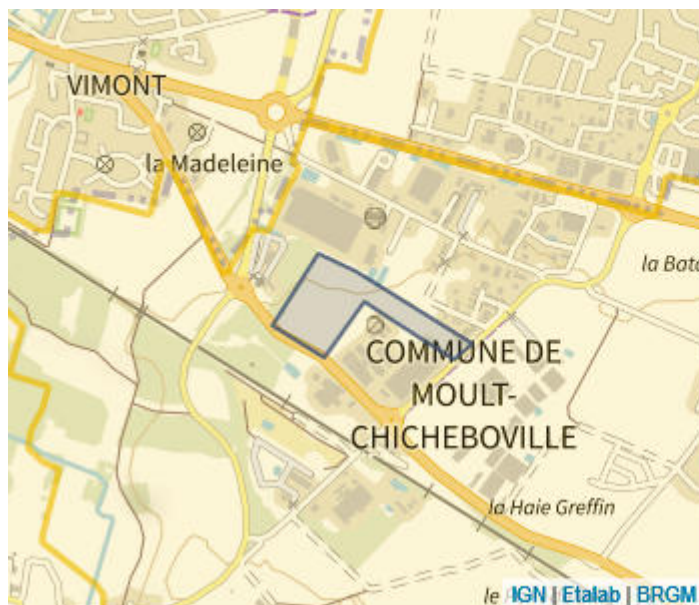 VIMONT
la Madeleine
la Bata
COMMUNE DE
MOULT-
CHICHEBOVILLE
la Haie Greffin
le
IGN | Etalab | BRGM